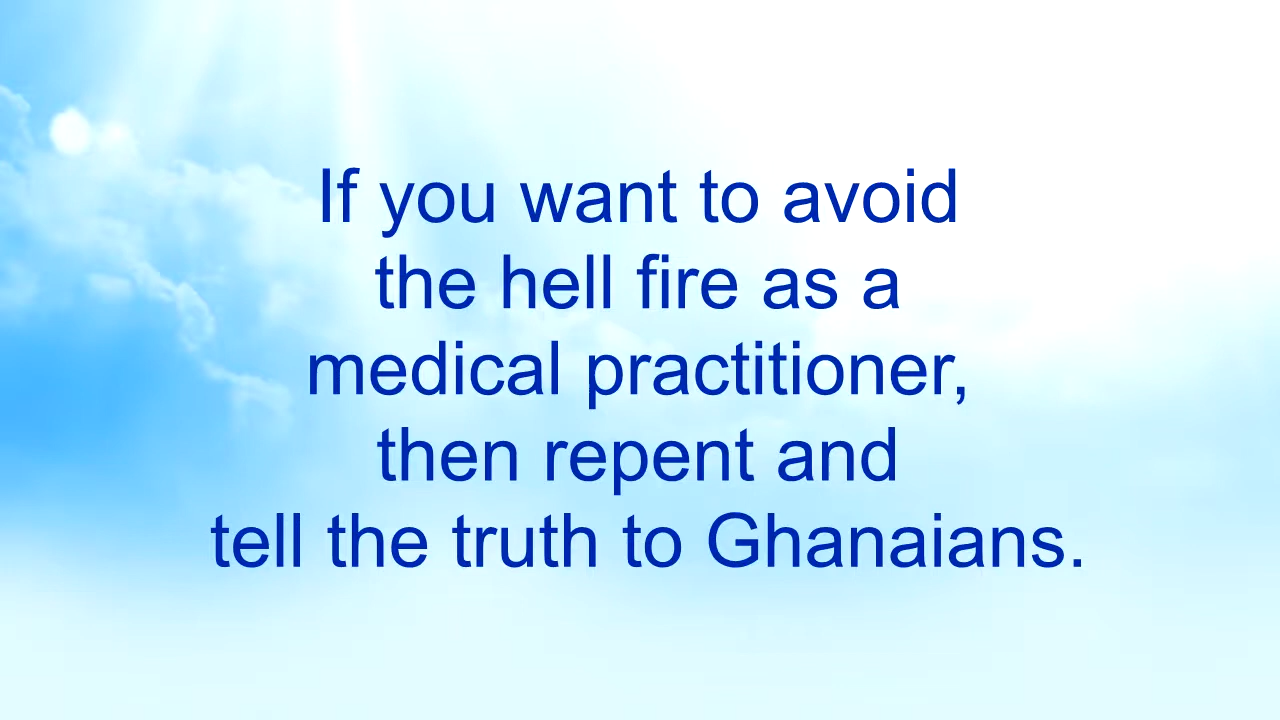 If you want to avoid
the hell fire as a
medical practitioner,
then repent and
tell the truth to Ghanaians.